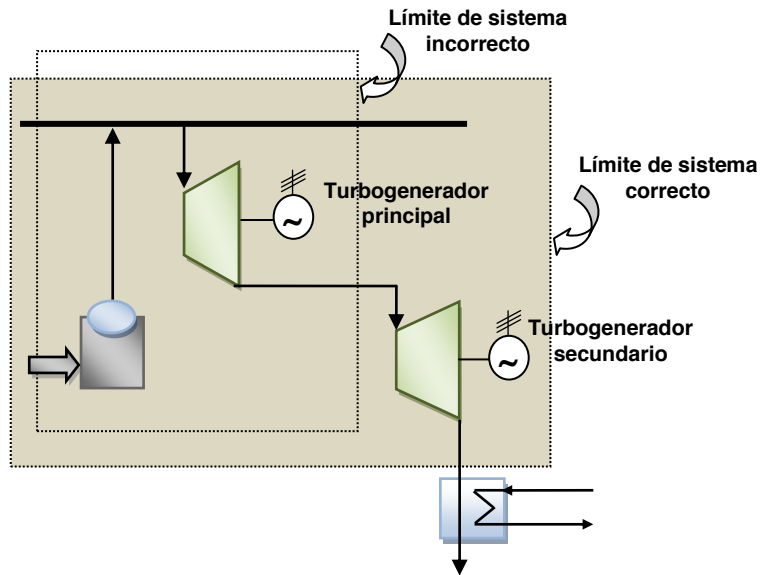 Límite de sistema
incorrecto
Límite de sistema
correcto
Turbogenerador
principal
~
Turbogenerador
secundario
~